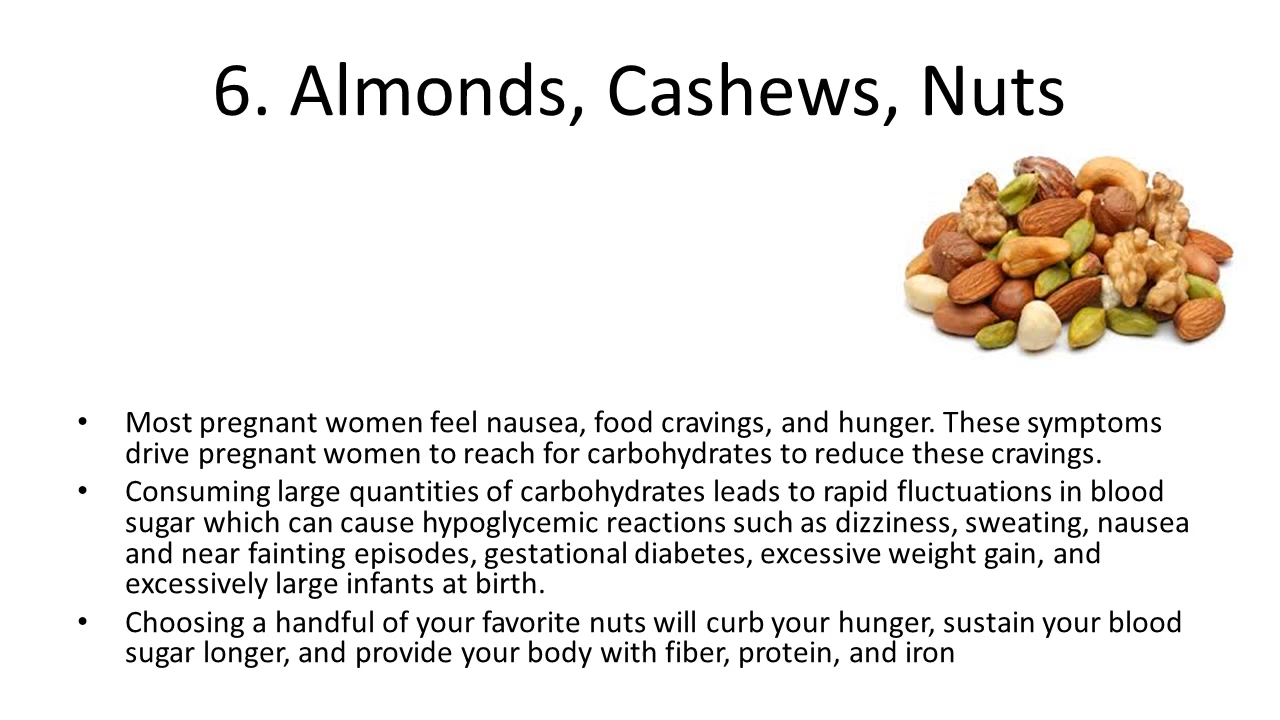 6. Almonds, Cashews, Nuts
• Most pregnant women feel nausea, food cravings, and hunger. These symptoms
drive pregnant women to reach for carbohydrates to reduce these cravings.
• Consuming large quantities of carbohydrates leads to rapid fluctuations in blood
sugar which can cause hypoglycemic reactions such as dizziness, sweating, nausea
and near fainting episodes, gestational diabetes, excessive weight gain, and
excessively large infants at birth.
• Choosing a handful of your favorite nuts will curb your hunger, sustain your blood
sugar longer, and provide your body with fiber, protein, and iron